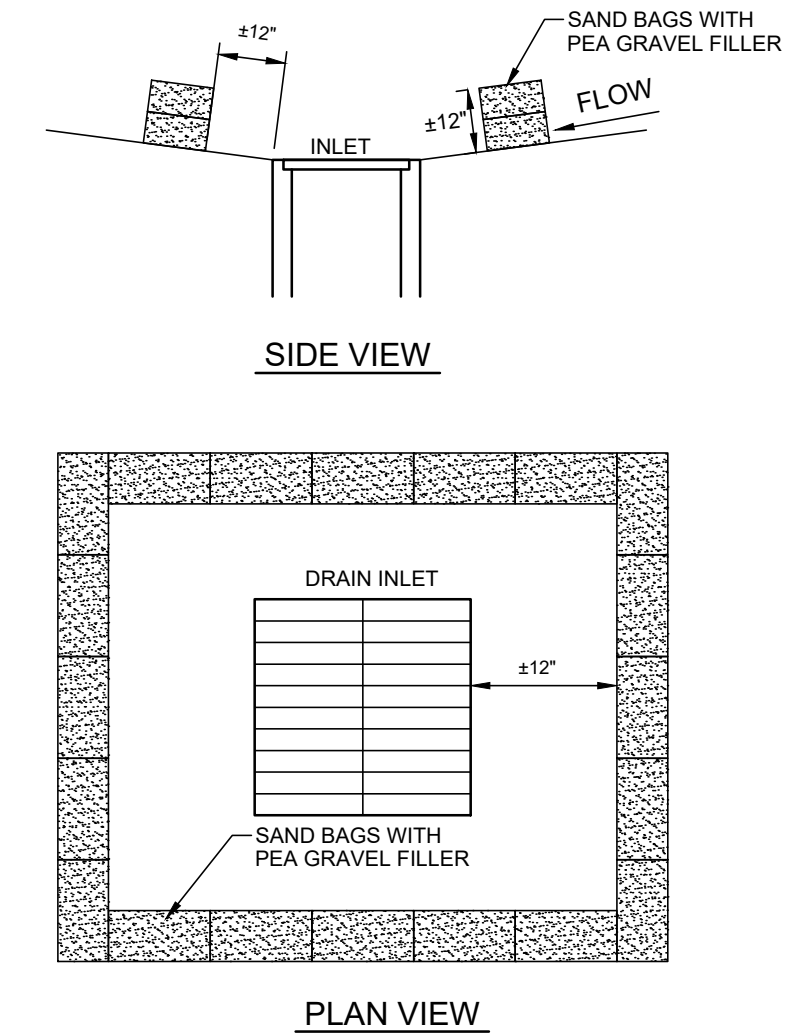 ±12"
SAND BAGS WITH
PEA GRAVEL FILLER
±12"
FLOW
INLET
SIDE VIEW
DRAIN INLET
±12"
SAND BAGS WITH
PEA GRAVEL FILLER
PLAN VIEW